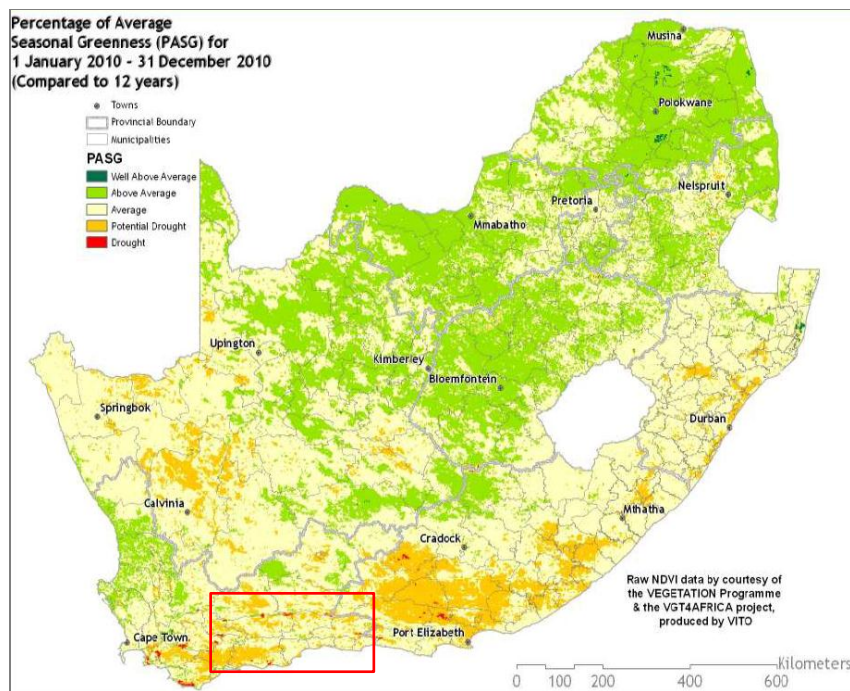 Percentage of Average
Seasonal Greenness (PASG) for
1 January 2010 - 31 December 2010
(Compared to 12 years)
Towns
Provincial Boundary
Municipalities
PASG
Well Above Average
Above Average
Average
Potential Drought
Drought
Musina
Polokwane
Nelspruit
Pretoria
Mmabatho
Upington
Kimberley
Bloemfontein
Springbok
Durban
Calvinia
Mthatha
Cradock
Cape Town
Port Elizabeth
Raw NDVI data by courtesy of
the VEGETATION Programme
& the VGT4AFRICA project,
produced by VITO
Kilometers
0 100 200 400 600